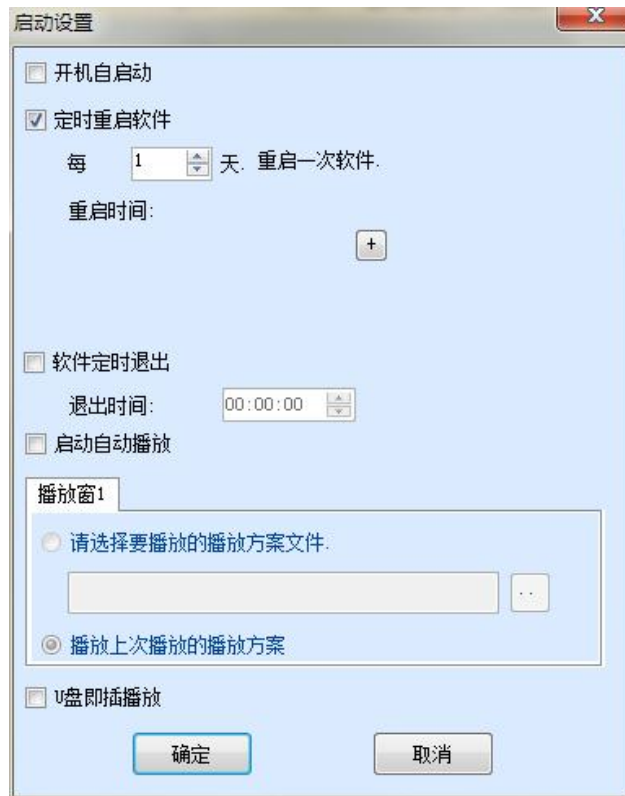 启动设置
开机自启动
定时重启软件
每 1 天. 重启一次软件.
重启时间:
+
软件定时退出
退出时间: 00:00:00
启动自动播放
播放窗1
请选择要播放的播放方案文件.
..
播放上次播放的播放方案
U盘即插播放
确定 取消